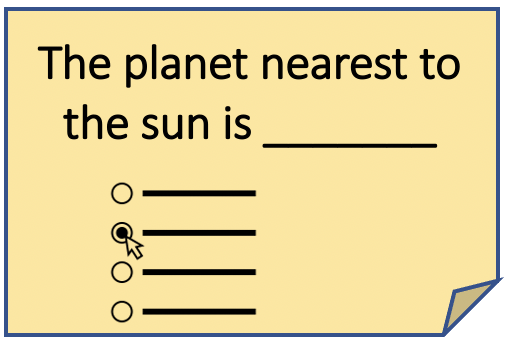 The planet nearest to
the sun is ________